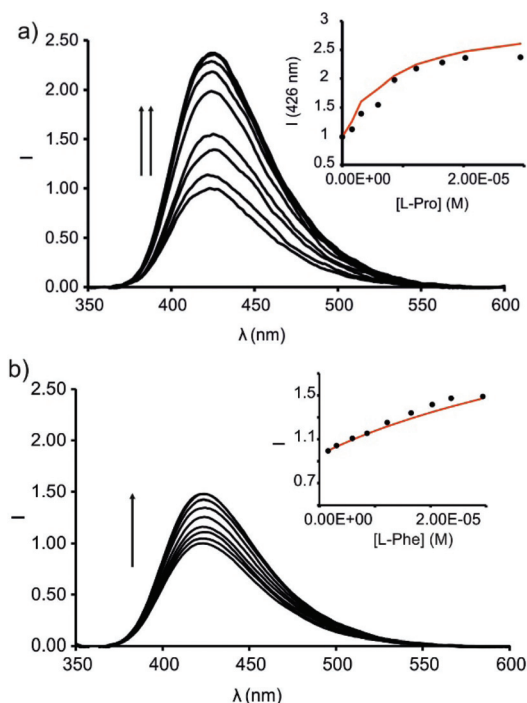 a)
2.50
2.00
1.50
1.00
0.50
0.00
I
350 400 450 500 550 600
λ (nm)
3
2.5
2
1.5
1
0.5
I (426 nm)
0.00E+00 2.00E-05
[L-Pro] (M)
b)
2.50
2.00
1.50
1.00
0.50
0.00
I
350 400 450 500 550 600
λ (nm)
1.5
1.1
0.7
I
0.00E+00 2.00E-05
[L-Phe] (M)